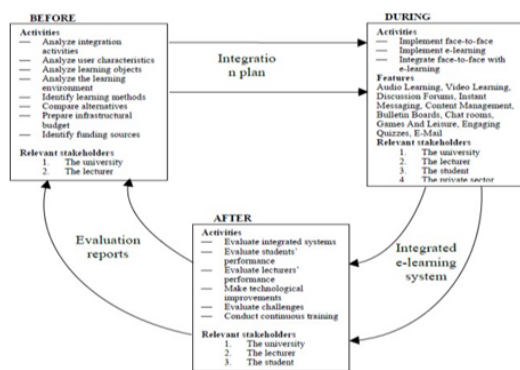 BEFORE
Activities
— Analyze integration
activities
— Analyze user characteristics
— Analyze learning objects
— Analyze the learning
environment
— Identify learning methods
— Compare alternatives
— Prepare infrastructural
budget
— Identify funding sources
Relevant stakeholders
1. The university
2. The lecturer
Integratio
n plan
DURING
Activities
— Implement face-to-face
— Implement e-learning
— Integrate face-to-face with
e-learning
Features
Audio Learning, Video Learning,
Discussion Forums, Instant
Messaging, Content Management,
Bulletin Boards, Chat rooms,
Games And Leisure, Engaging
Quizzes, E-Mail
Relevant stakeholders
1. The university
2. The lecturer
3. The student
4 The private sector
Evaluation
reports
AFTER
Activities
— Evaluate integrated systems
— Evaluate students'
performance
— Evaluate lecturers'
performance
— Make technological
improvements
— Evaluate challenges
— Conduct continuous training
Relevant stakeholders
1. The university
2. The lecturer
3. The student
Integrated
e-learning
system